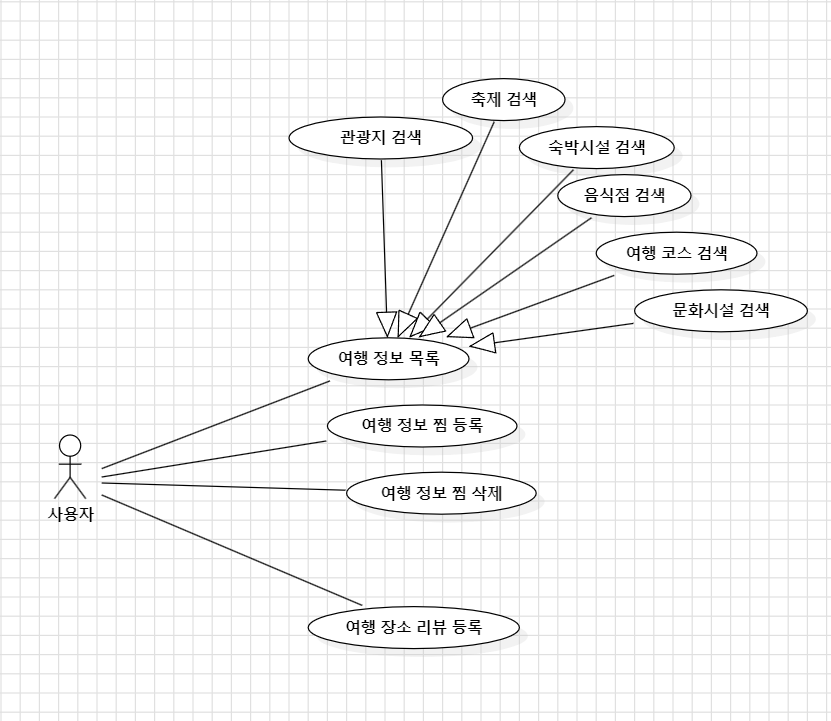 축제 검색
관광지 검색
숙박시설 검색
음식점 검색
여행 코스 검색
문화시설 검색
여행 정보 목록
여행 정보 찜 등록
여행 정보 찜 삭제
사용자
여행 장소 리뷰 등록